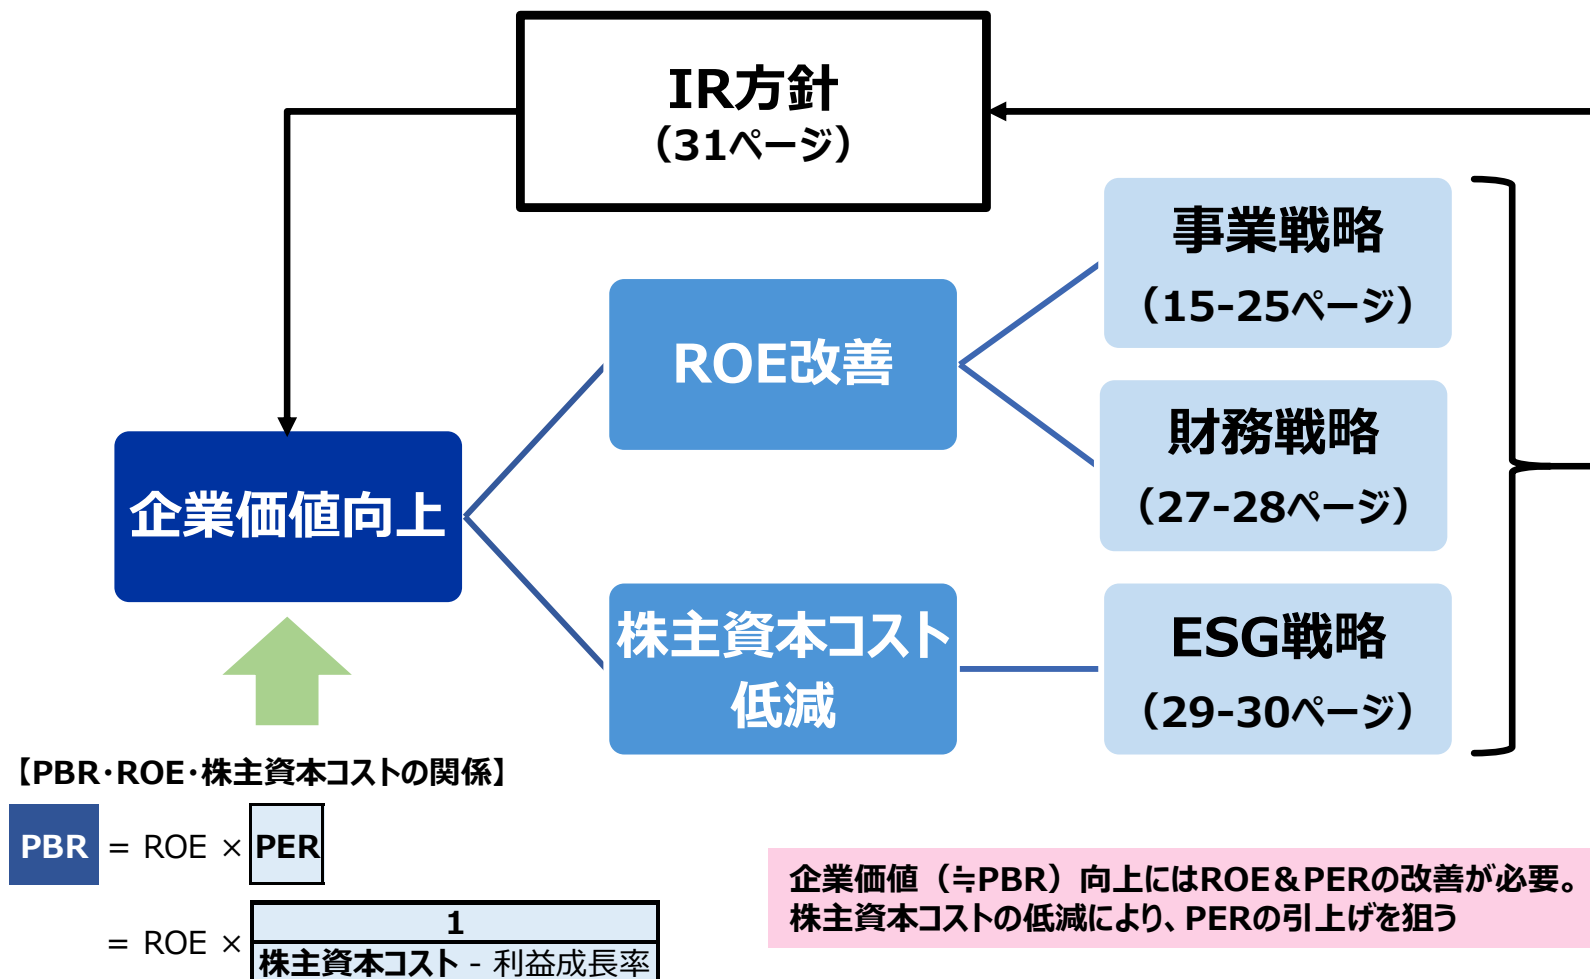 IR方針
（31ページ）
事業戦略
（15-25ページ）
ROE改善
財務戦略
（27-28ページ）
企業価値向上
株主資本コスト
低減
ESG戦略
（29-30ページ）
【PBR・ROE・株主資本コストの関係】
PBR = ROE × PER
= ROE × 1
株主資本コスト - 利益成長率
企業価値（≒PBR）向上にはROE＆PERの改善が必要。
株主資本コストの低減により、PERの引上げを狙う